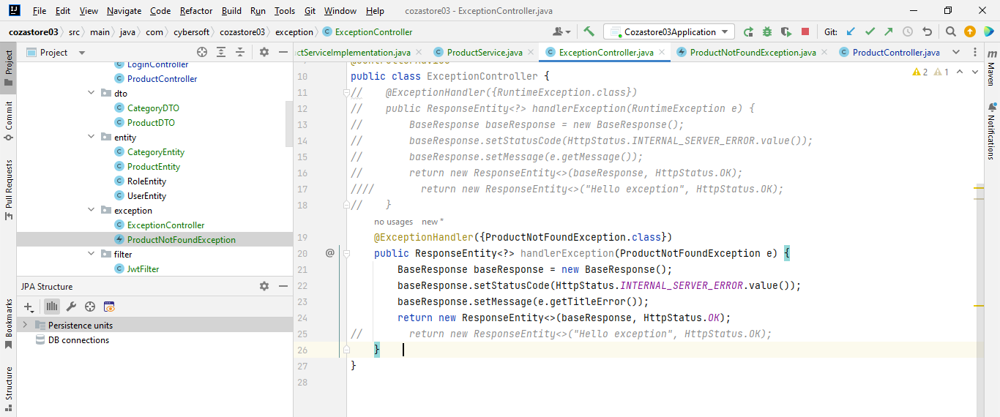 File Edit View Navigate Code Refactor Build Run Tools Git Window Help cozastore03 - ExceptionController.java
cozastore03 src main java com cybersoft cozastore03 exception ExceptionController Cozastore03Application Git:
Project
ctServiceImplementation.java ProductService.java ExceptionController.java ProductNotFoundException.java ProductController.java
Project
Commit
Pull Requests
Bookmarks
Structure
LoginController
ProductController
dto
CategoryDTO
ProductDTO
entity
CategoryEntity
ProductEntity
RoleEntity
UserEntity
exception
ExceptionController
ProductNotFoundException
filter
JwtFilter
JPA Structure
Persistence units
DB connections
2 1
10 public class ExceptionController {
11 // @ExceptionHandler({RuntimeException.class})
12 // public ResponseEntity<?> handlerException(RuntimeException e) {
13 // BaseResponse baseResponse = new BaseResponse();
14 // baseResponse.setStatusCode(HttpStatus.INTERNAL_SERVER_ERROR.value());
15 // baseResponse.setMessage(e.getMessage());
16 // return new ResponseEntity<>(baseResponse, HttpStatus.OK);
17 //// return new ResponseEntity<>("Hello exception", HttpStatus.OK);
18 // }
no usages new *
19 @ExceptionHandler({ProductNotFoundException.class})
20 @ public ResponseEntity<?> handlerException(ProductNotFoundException e) {
21 BaseResponse baseResponse = new BaseResponse();
22 baseResponse.setStatusCode(HttpStatus.INTERNAL_SERVER_ERROR.value());
23 baseResponse.setMessage(e.getTitleError());
24 return new ResponseEntity<>(baseResponse, HttpStatus.OK);
25 // return new ResponseEntity<>("Hello exception", HttpStatus.OK);
26 }
27 }
28
m
Maven
Notifications